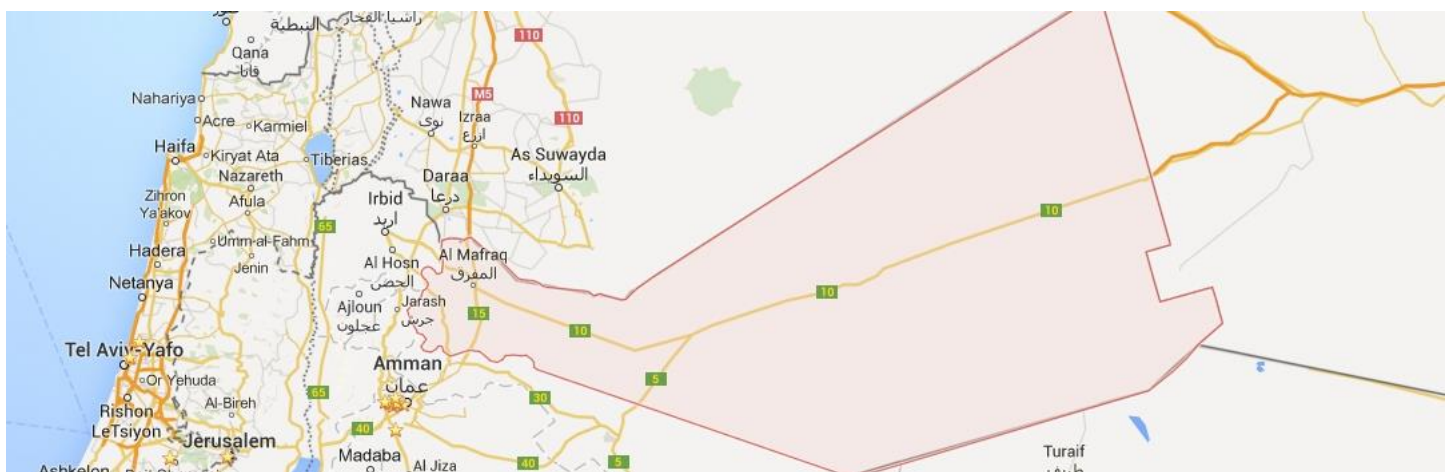 النبطية
راشيا الفخار
110
Qana
قانا
Nahariya
M5
Nawa
نوى
Izraa
ازرع
110
Acre
Karmiel
Haifa
Kiryat Ata
Tiberias
As Suwayda
السويداء
Nazareth
Daraa
درعا
Zihron
Ya'akov
Afula
Irbid
اربد
65
10
Umm-al-Fahm
Hadera
Jenin
Al Hosn
الحصن
Al Mafraq
المفرق
Netanya
10
Ajloun
عجلون
Jarash
جرش
15
10
Tel Aviv-Yafo
Amman
عمان
Or Yehuda
5
65
30
Al-Bireh
Rishon
LeTsiyon
40
Jerusalem
Madaba
Al Jiza
40
5
Turaif
Ashkelon